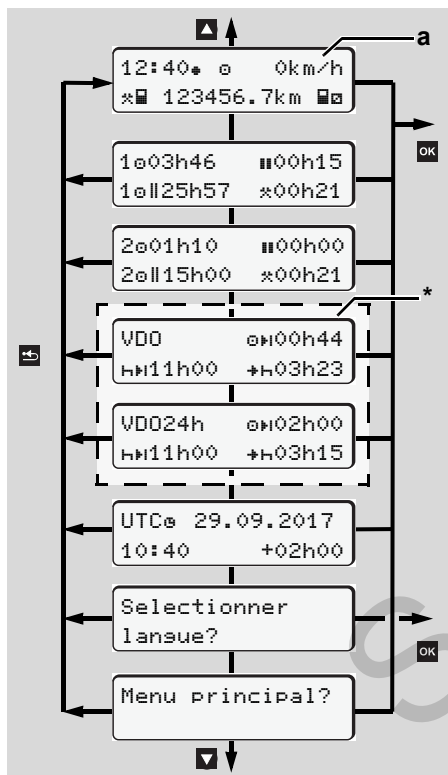 a
12:40 0km/h
123456.7km
OK
1 03h46 00h15
1 25h57 00h21
2 01h10 00h00
2 15h00 00h21
*
VDO 00h44
11h00 03h23
VDO24h 02h00
11h00 03h15
UTC 29.09.2017
10:40 +02h00
Selectionner
langue?
OK
Menu principal?
S